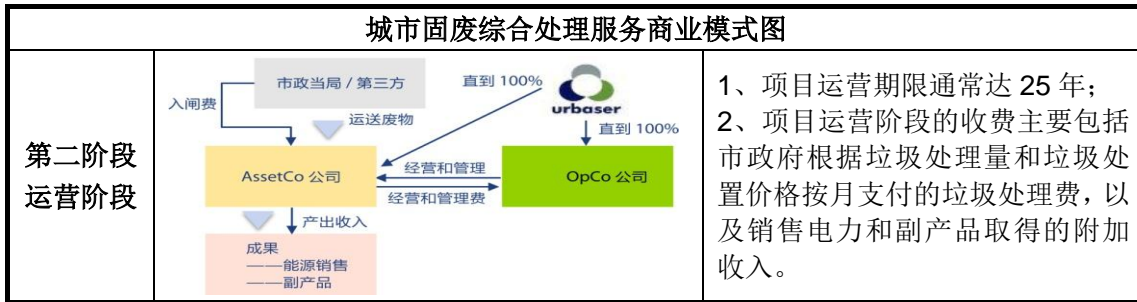 城市固废综合处理服务商业模式图
第二阶段
运营阶段
市政当局 / 第三方
直到 100%
urbaser
入闸费
运送废物
直到 100%
AssetCo 公司
经营和管理
经营和管理费
OpCo 公司
产出收入
成果
——能源销售
——副产品
1、项目运营期限通常达 25 年；
2、项目运营阶段的收费主要包括
市政府根据垃圾处理量和垃圾处
置价格按月支付的垃圾处理费，以
及销售电力和副产品取得的附加
收入。